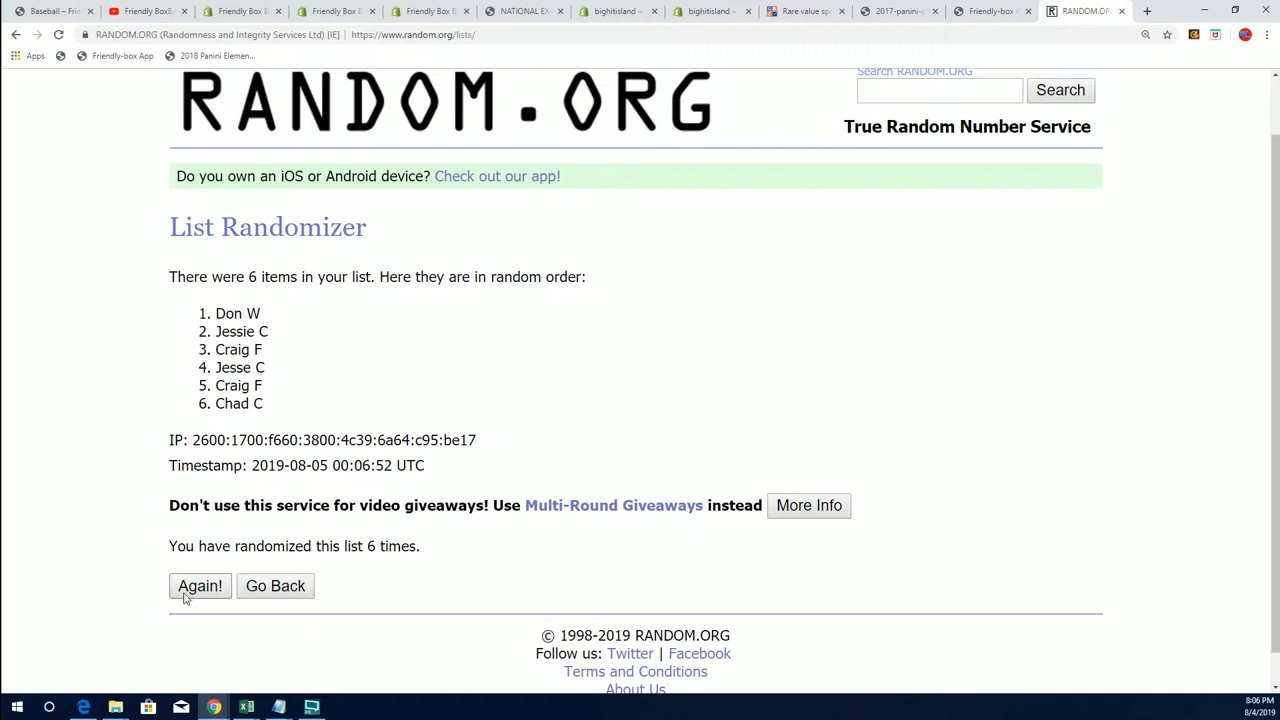 Baseball – Frie
Friendly BoxBr
Friendly Box B
Friendly Box B
Friendly Box B
NATIONAL EX
bighitisland –
bighitisland –
Rare value sp
2017-panini-c
Friendly-box A
RANDOM.OR
RANDOM.ORG (Randomness and Integrity Services Ltd) [IE] | https://www.random.org/lists/
Apps
Friendly-box App
2018 Panini Elemen...
RANDOM.ORG
Search RANDOM.ORG
Search
True Random Number Service
Do you own an iOS or Android device? Check out our app!
List Randomizer
There were 6 items in your list. Here they are in random order:
1. Don W
2. Jessie C
3. Craig F
4. Jesse C
5. Craig F
6. Chad C
IP: 2600:1700:f660:3800:4c39:6a64:c95:be17
Timestamp: 2019-08-05 00:06:52 UTC
Don't use this service for video giveaways! Use Multi-Round Giveaways instead More Info
You have randomized this list 6 times.
Again! Go Back
© 1998-2019 RANDOM.ORG
Follow us: Twitter | Facebook
Terms and Conditions
About Us
8:06 PM
8/4/2019